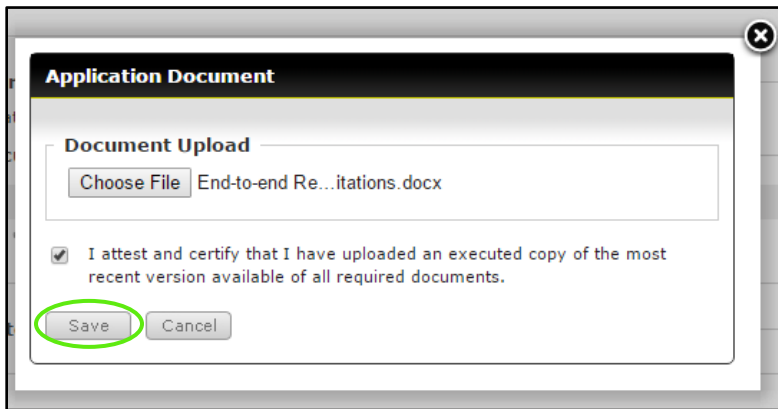 Application Document
Document Upload
Choose File End-to-end Re...itations.docx
I attest and certify that I have uploaded an executed copy of the most
recent version available of all required documents.
Save Cancel